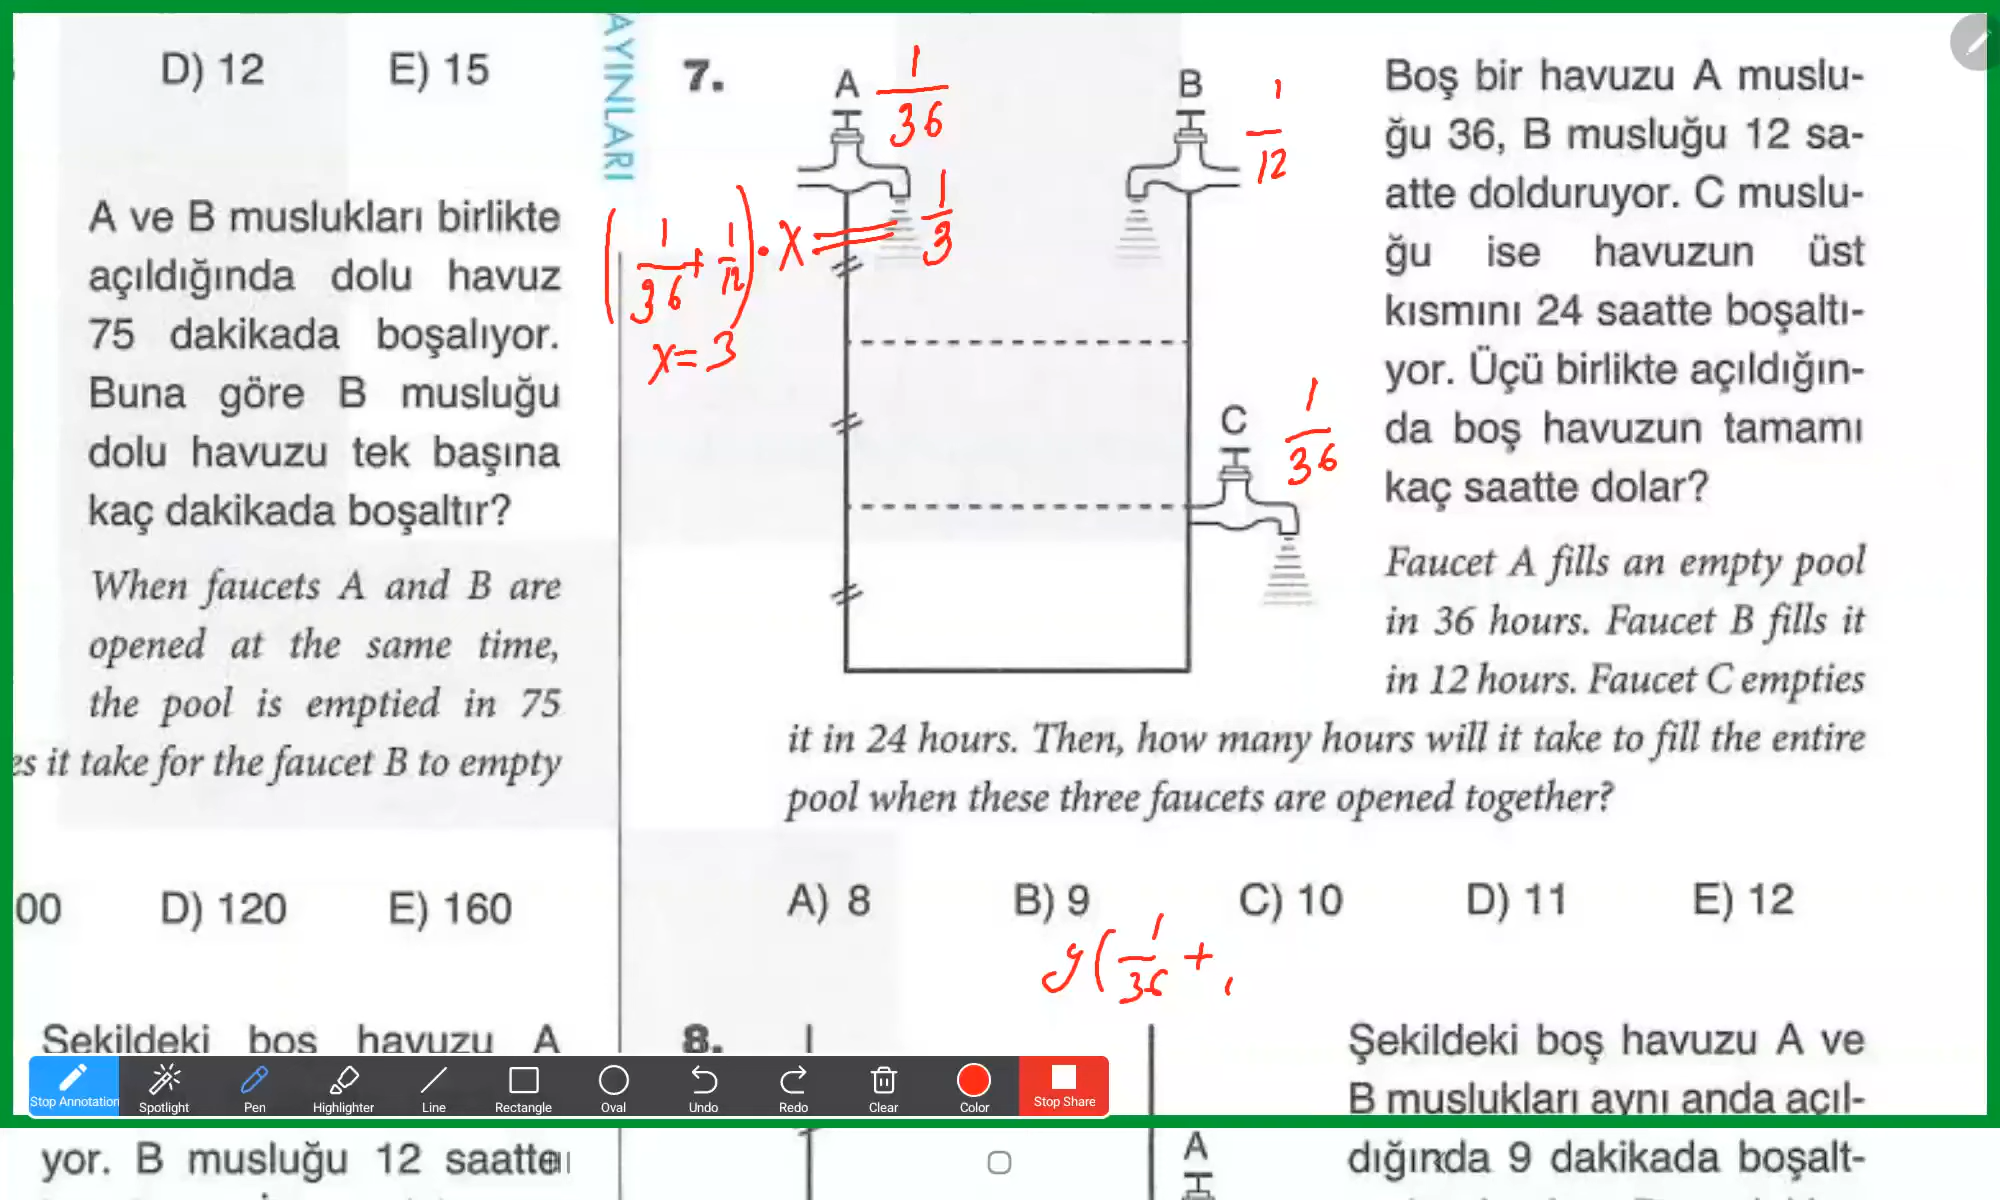 D) 12 E) 15
AYINLARI
A ve B muslukları birlikte
açıldığında dolu havuz
75 dakikada boşalıyor.
Buna göre B musluğu
dolu havuzu tek başına
kaç dakikada boşaltır?
When faucets A and B are
opened at the same time,
the pool is emptied in 75
es it take for the faucet B to empty
00 D) 120 E) 160
Şekildeki boş havuzu A
yor. B musluğu 12 saatte
7.
A 1/36
B 1/12
(1/36 + 1/12) · x = 1/3
x = 3
C 1/36
Boş bir havuzu A muslu-
ğu 36, B musluğu 12 sa-
atte dolduruyor. C muslu-
ğu ise havuzun üst
kısmını 24 saatte boşaltı-
yor. Üçü birlikte açıldığın-
da boş havuzun tamamı
kaç saatte dolar?
Faucet A fills an empty pool
in 36 hours. Faucet B fills it
in 12 hours. Faucet C empties
it in 24 hours. Then, how many hours will it take to fill the entire
pool when these three faucets are opened together?
A) 8 B) 9 C) 10 D) 11 E) 12
y(1/36 +
8.
A
Şekildeki boş havuzu A ve
B muslukları aynı anda açıl-
dığında 9 dakikada boşalt-
Stop Annotation Spotlight Pen Highlighter Line Rectangle Oval Undo Redo Clear Color Stop Share